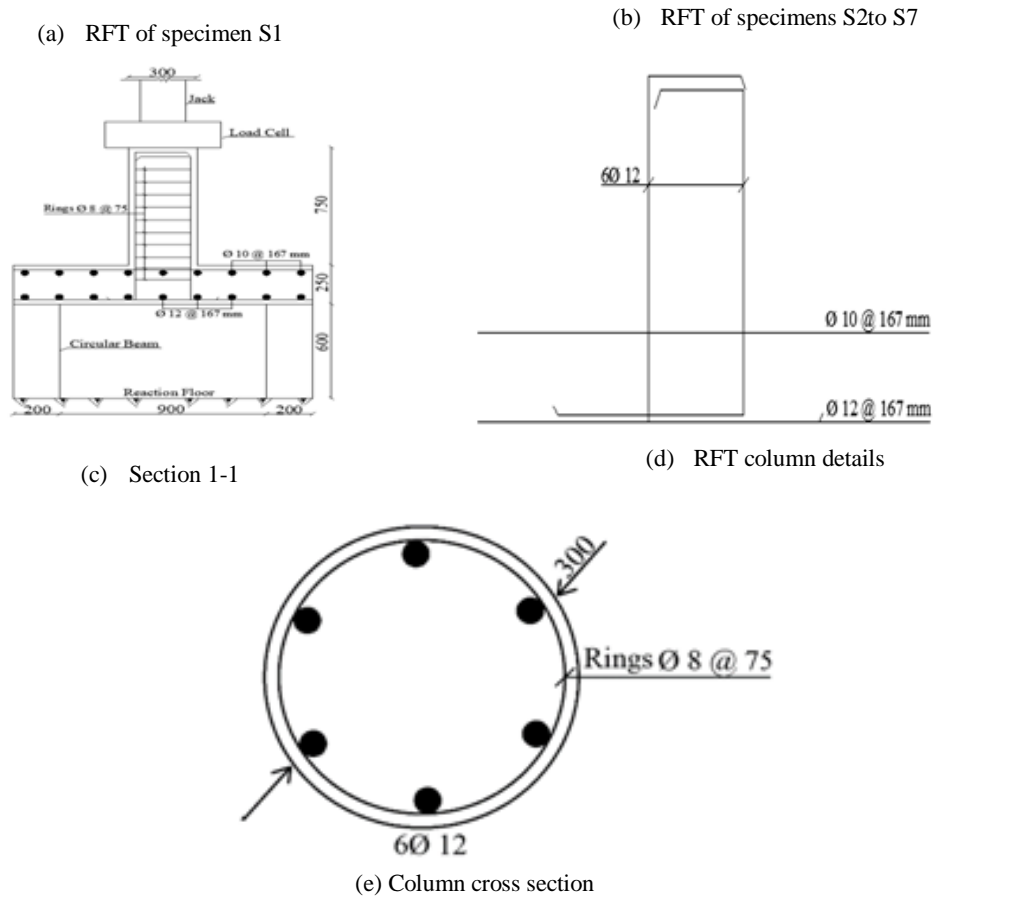 (a) RFT of specimen S1
(b) RFT of specimens S2to S7
300
Jack
Load Cell
Rings Ø 8 @ 75
750
Ø 10 @ 167 mm
250
Ø 12 @ 167 mm
Circular Beam
600
Reaction Floor
200
900
200
6Ø 12
Ø 10 @ 167 mm
Ø 12 @ 167 mm
(c) Section 1-1
(d) RFT column details
300
Rings Ø 8 @ 75
6Ø 12
(e) Column cross section